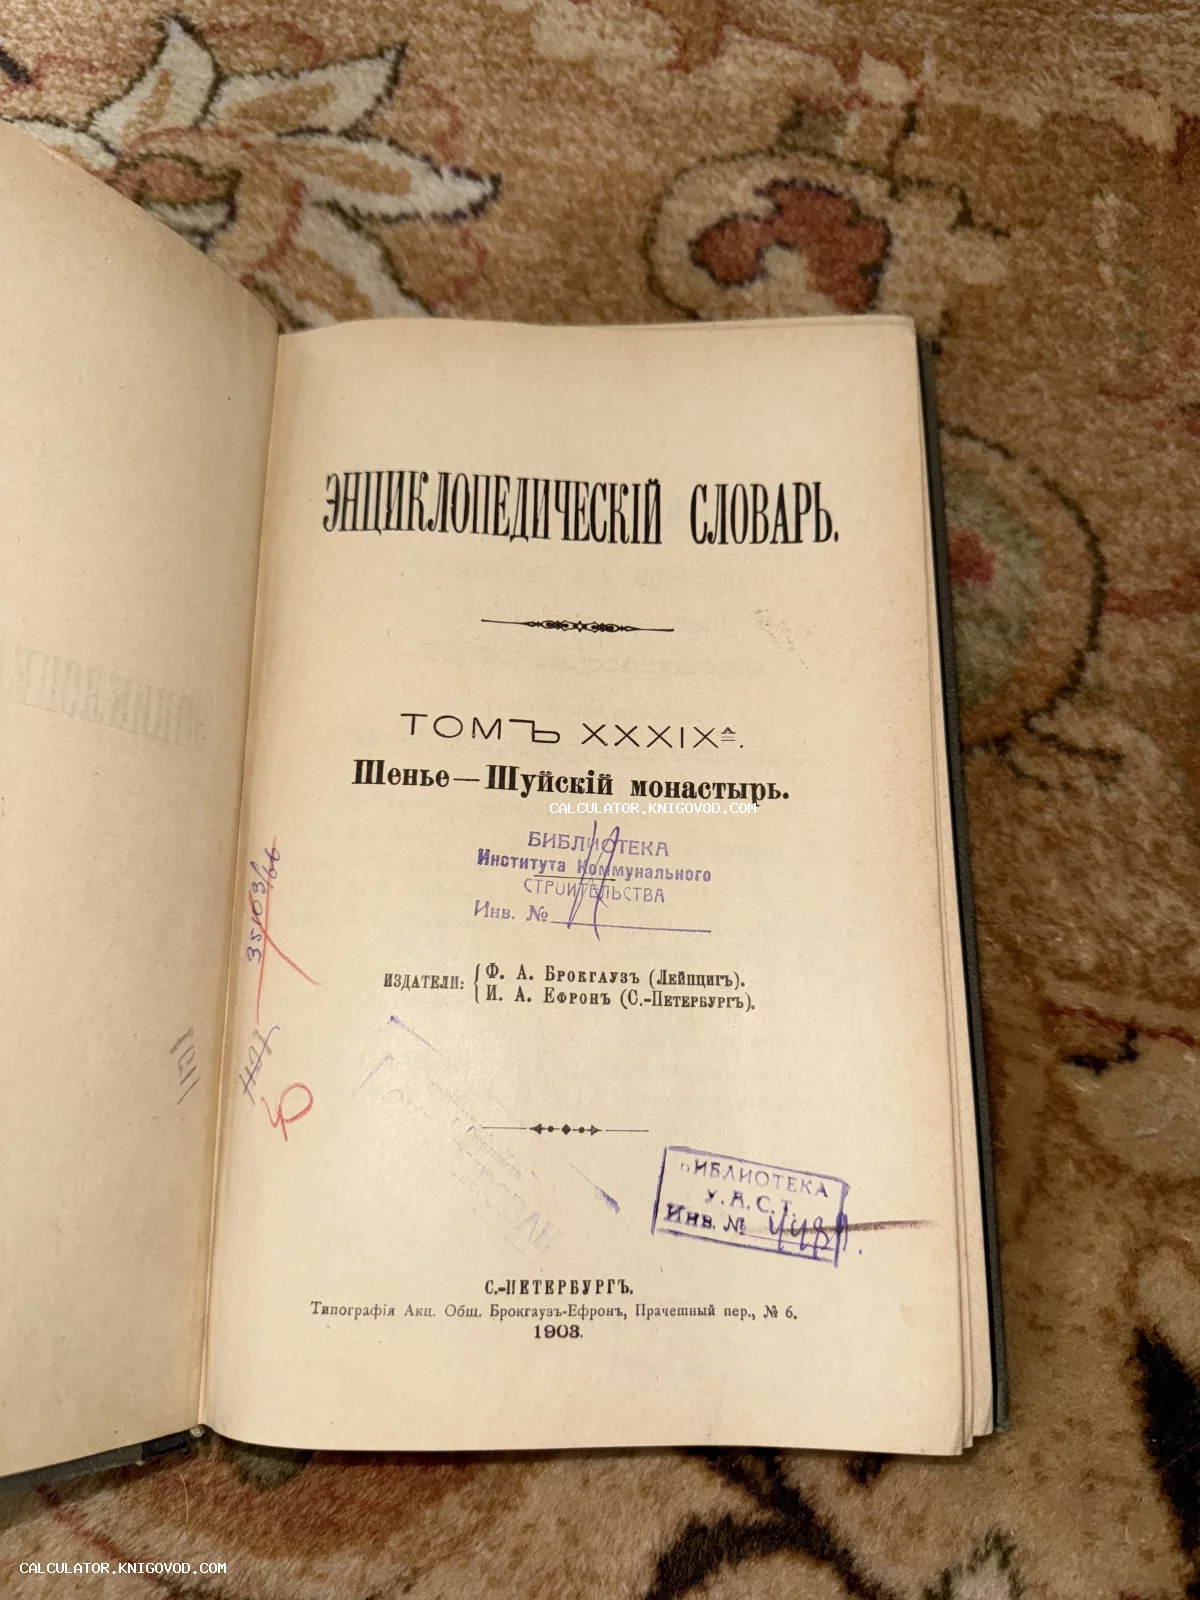 ЭНЦИКЛОПЕДИЧЕСКІЙ СЛОВАРЬ.
ТОМЪ XXXIXА.
Шенье—Шуйскій монастырь.
CALCULATOR.KNIGOVOD.COM
БИБЛИОТЕКА
Института Коммунального
СТРОИТЕЛЬСТВА
Инв. №
ИЗДАТЕЛИ: { Ф. А. БРОКГАУЗЪ (ЛЕЙПЦИГЪ).
И. А. ЕФРОНЪ (С.-ПЕТЕРБУРГЪ).
БИБЛИОТЕКА
Инв. №
С.-ПЕТЕРБУРГЪ.
Типографія Акц. Общ. Брокгаузъ-Ефронъ, Прачешный пер., № 6.
1903.
CALCULATOR.KNIGOVOD.COM